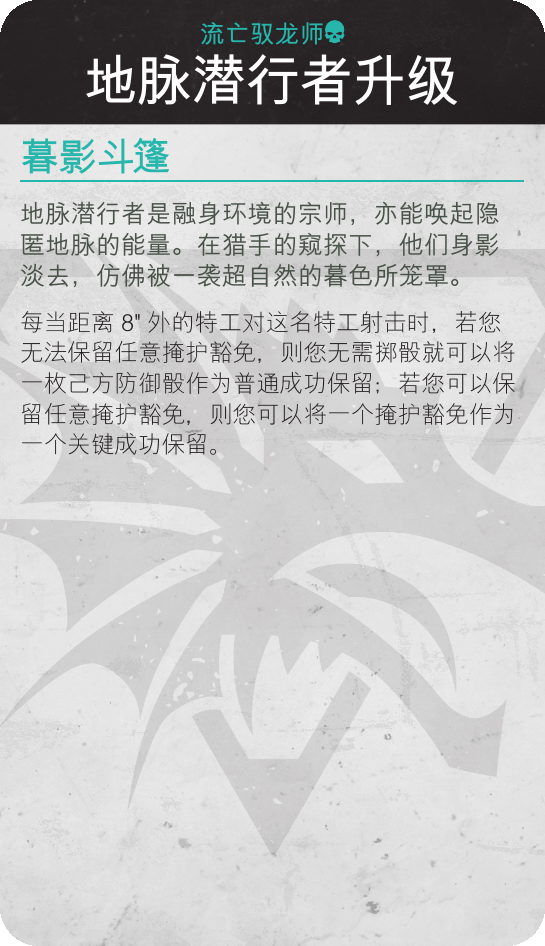 流亡驭龙师
地脉潜行者升级
暮影斗篷
地脉潜行者是融身环境的宗师，亦能唤起隐
匿地脉的能量。在猎手的窥探下，他们身影
淡去，仿佛被一袭超自然的暮色所笼罩。
每当距离 8" 外的特工对这名特工射击时，若您
无法保留任意掩护豁免，则您无需掷骰就可以将
一枚己方防御骰作为普通成功保留；若您可以保
留任意掩护豁免，则您可以将一个掩护豁免作为
一个关键成功保留。